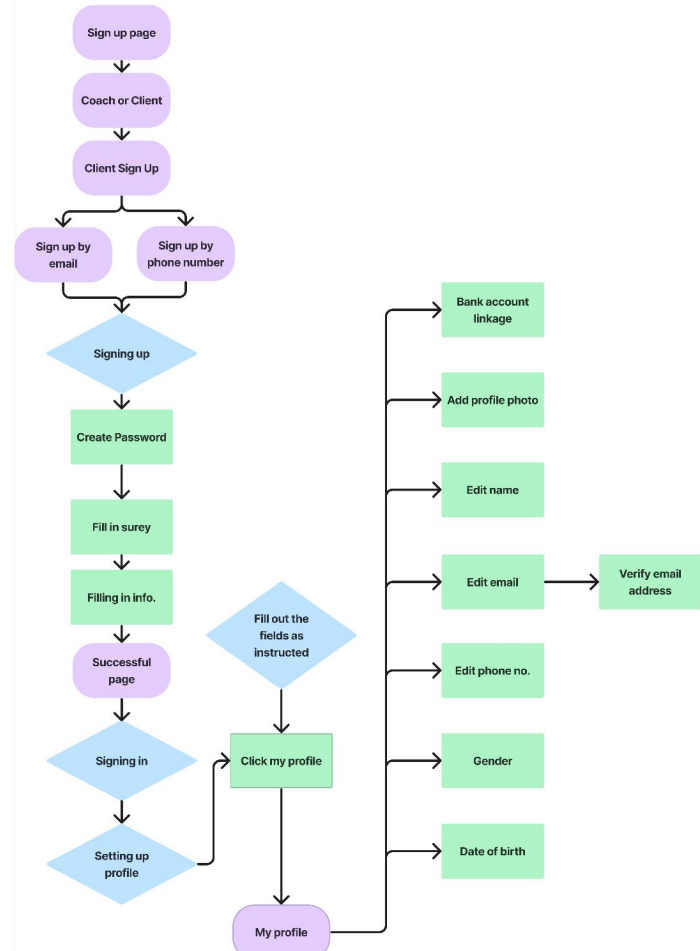 Sign up page
Coach or Client
Client Sign Up
Sign up by
email
Sign up by
phone number
Signing up
Create Password
Fill in surey
Filling in info.
Successful
page
Signing in
Setting up
profile
Fill out the
fields as
instructed
Click my profile
My profile
Bank account
linkage
Add profile photo
Edit name
Edit email
Verify email
address
Edit phone no.
Gender
Date of birth